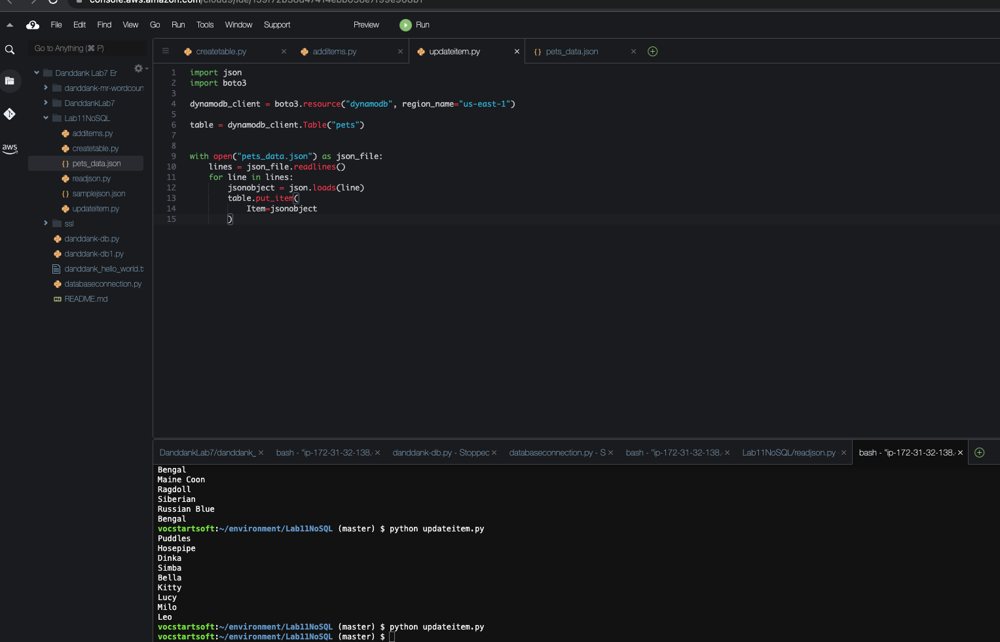 File Edit Find View Go Run Tools Window Support Preview Run
Go to Anything (⌘ P)
Danddank Lab7 Er
danddank-mr-wordcoun
DanddankLab7
Lab11NoSQL
additems.py
createtable.py
{} pets_data.json
readjson.py
{} samplejson.json
updateitem.py
ssl
danddank-db.py
danddank-db1.py
danddank_hello_world.t
databaseconnection.py
README.md
aws
createtable.py × additems.py × updateitem.py × {} pets_data.json ×
1 import json
2 import boto3
3
4 dynamodb_client = boto3.resource("dynamodb", region_name="us-east-1")
5
6 table = dynamodb_client.Table("pets")
7
8
9 with open("pets_data.json") as json_file:
10 lines = json_file.readlines()
11 for line in lines:
12 jsonobject = json.loads(line)
13 table.put_item(
14 Item=jsonobject
15 )
DanddankLab7/danddank_ × bash - "ip-172-31-32-138. × danddank-db.py - Stopped × databaseconnection.py - S × bash - "ip-172-31-32-138. × Lab11NoSQL/readjson.py × bash - "ip-172-31-32-138. ×
Bengal
Maine Coon
Ragdoll
Siberian
Russian Blue
Bengal
vocstartsoft:~/environment/Lab11NoSQL (master) $ python updateitem.py
Puddles
Hosepipe
Dinka
Simba
Bella
Kitty
Lucy
Milo
Leo
vocstartsoft:~/environment/Lab11NoSQL (master) $ python updateitem.py
vocstartsoft:~/environment/Lab11NoSQL (master) $